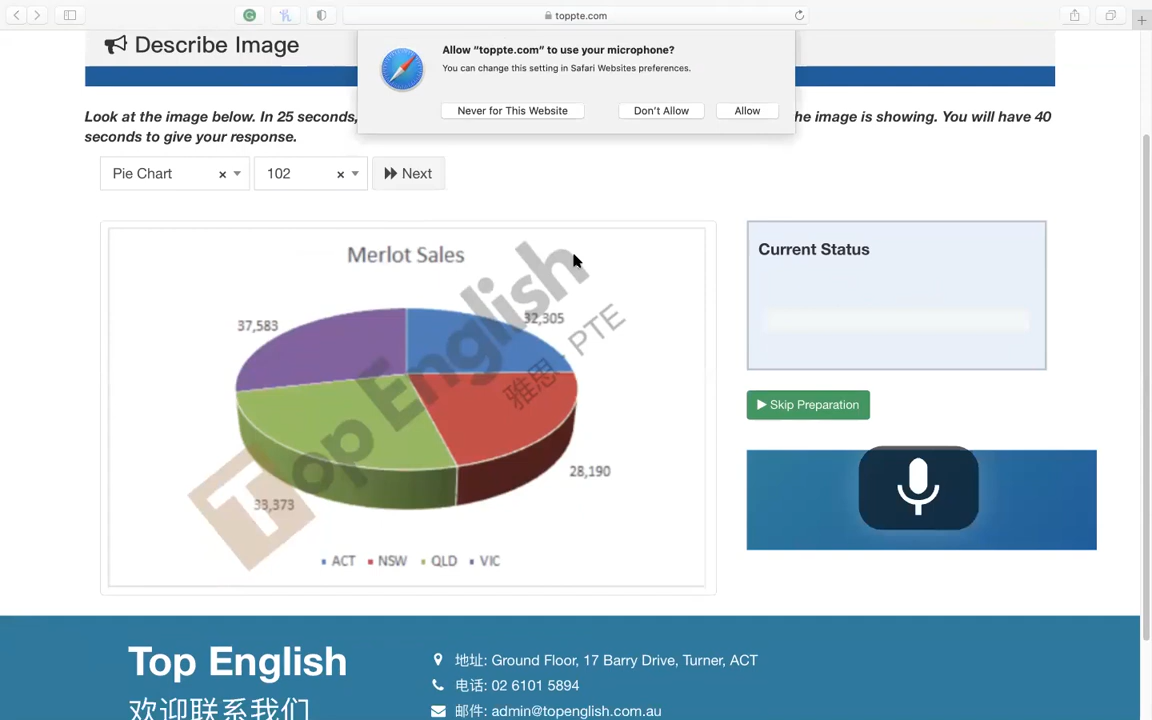 toppte.com
Describe Image
Allow “toppte.com” to use your microphone?
You can change this setting in Safari Websites preferences.
Never for This Website
Don’t Allow
Allow
Look at the image below. In 25 seconds,
he image is showing. You will have 40
seconds to give your response.
Pie Chart × 102 × Next
Merlot Sales
37,583
32,305
28,190
33,373
ACT NSW QLD VIC
Top English
雅思 PTE
Current Status
Skip Preparation
Top English
欢迎联系我们
地址: Ground Floor, 17 Barry Drive, Turner, ACT
电话: 02 6101 5894
邮件: admin@topenglish.com.au